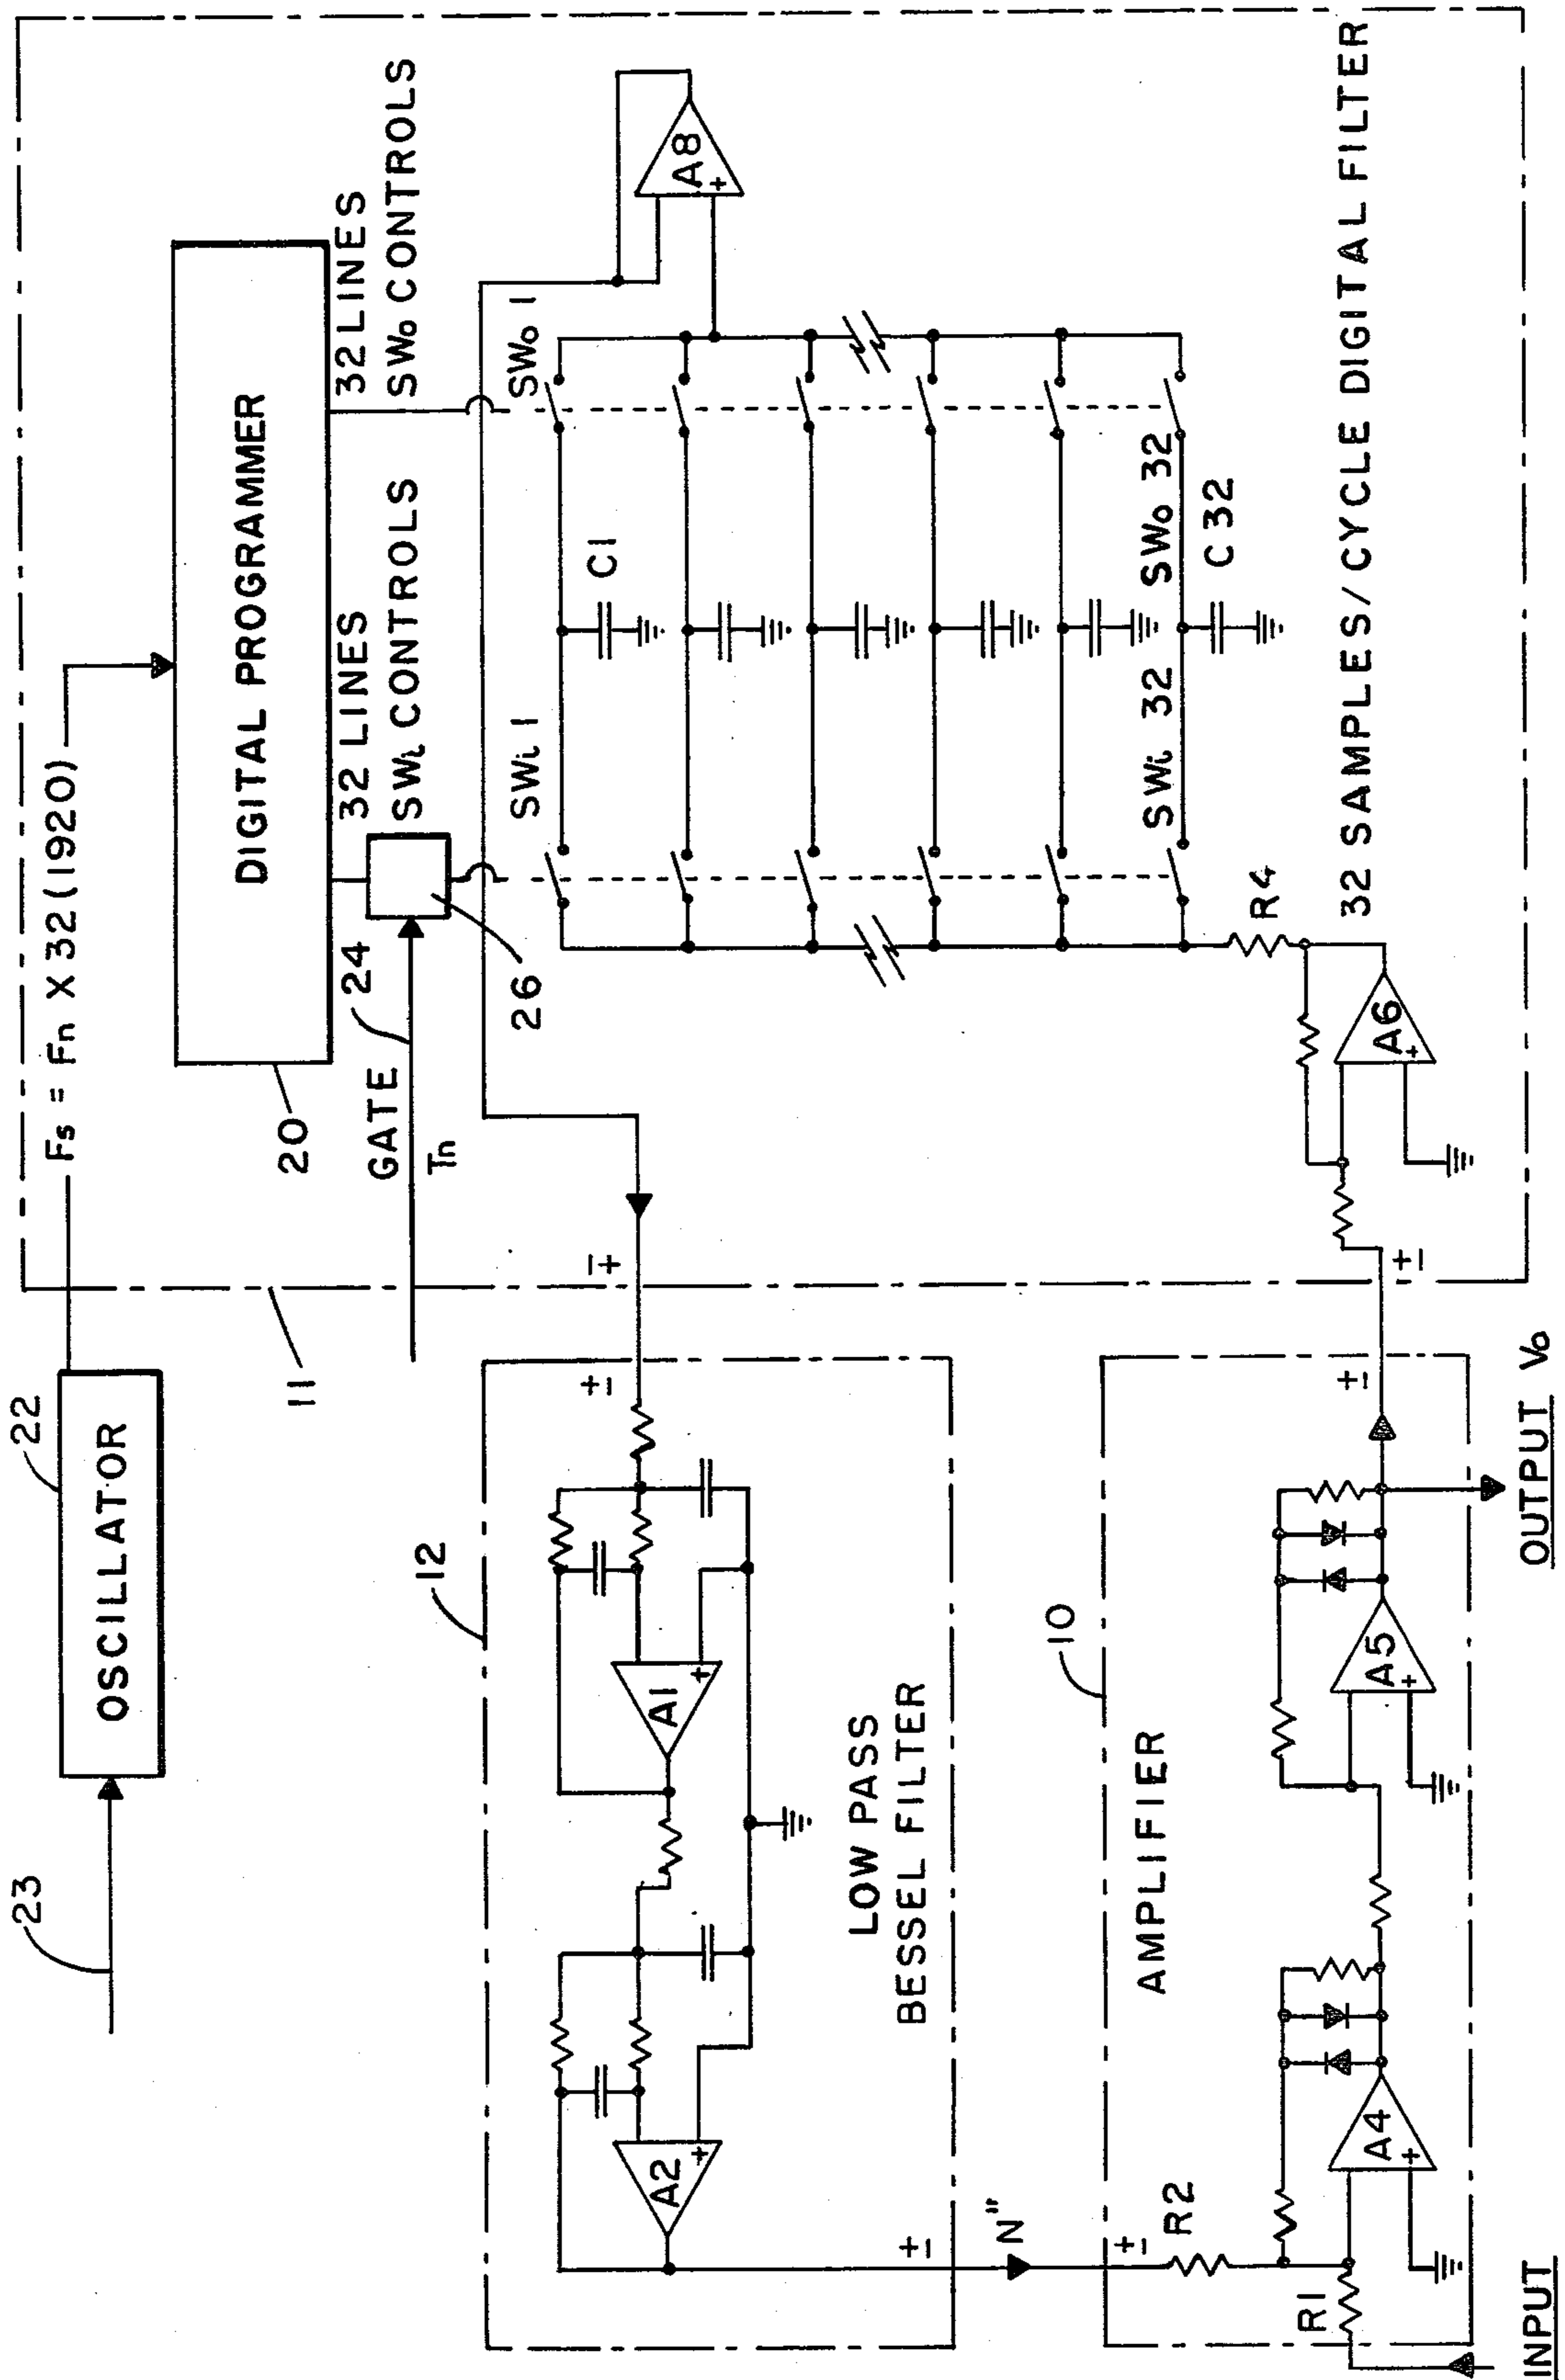 23
22
OSCILLATOR
Fs = Fn X 32 (1920)
11
20
DIGITAL PROGRAMMER
GATE
Tn
24
26
32 LINES
SWi CONTROLS
32 LINES
SWo CONTROLS
SWi 1
SWo 1
C1
A8
+
SWi 32
SWo 32
C 32
R4
A6
+
32 SAMPLES/CYCLE DIGITAL FILTER
12
A2
+
A1
+
±
∓
LOW PASS
BESSEL FILTER
±
N"
±
R2
10
AMPLIFIER
R1
A4
+
A5
+
±
±
INPUT
OUTPUT Vo